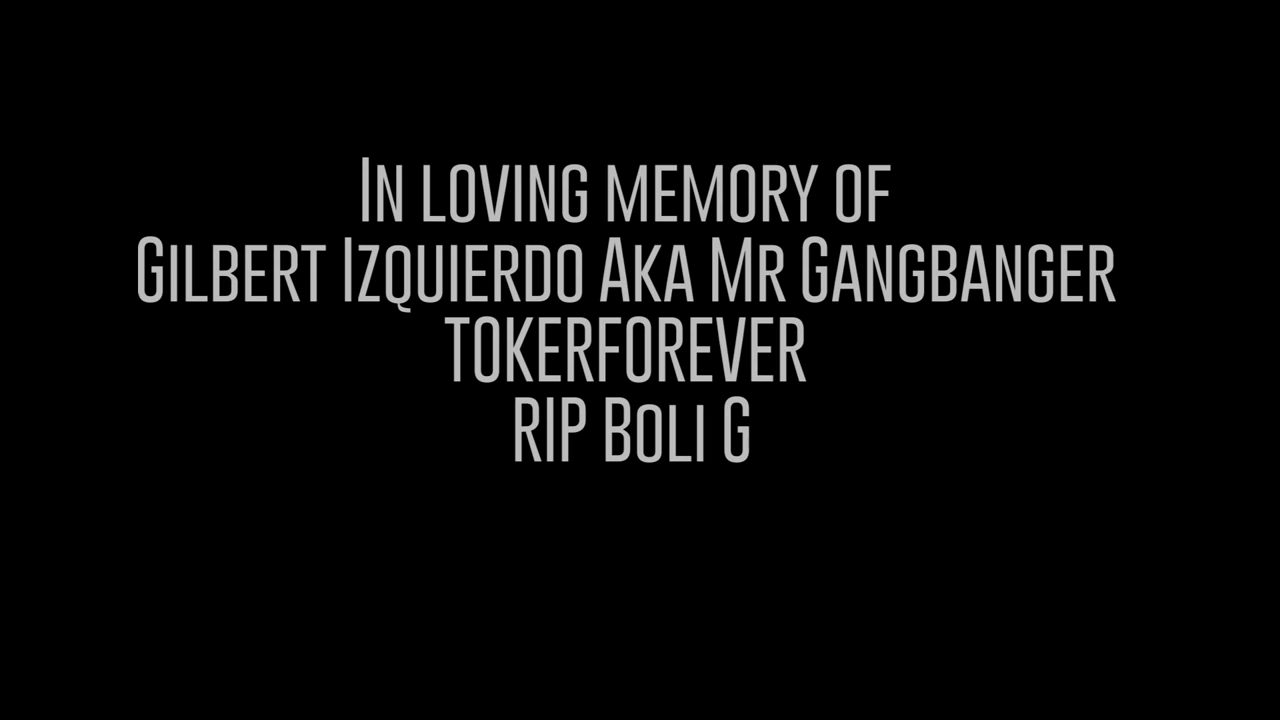 In loving memory of
Gilbert Izquierdo Aka Mr Gangbanger
TOKERFOREVER
RIP Boli G